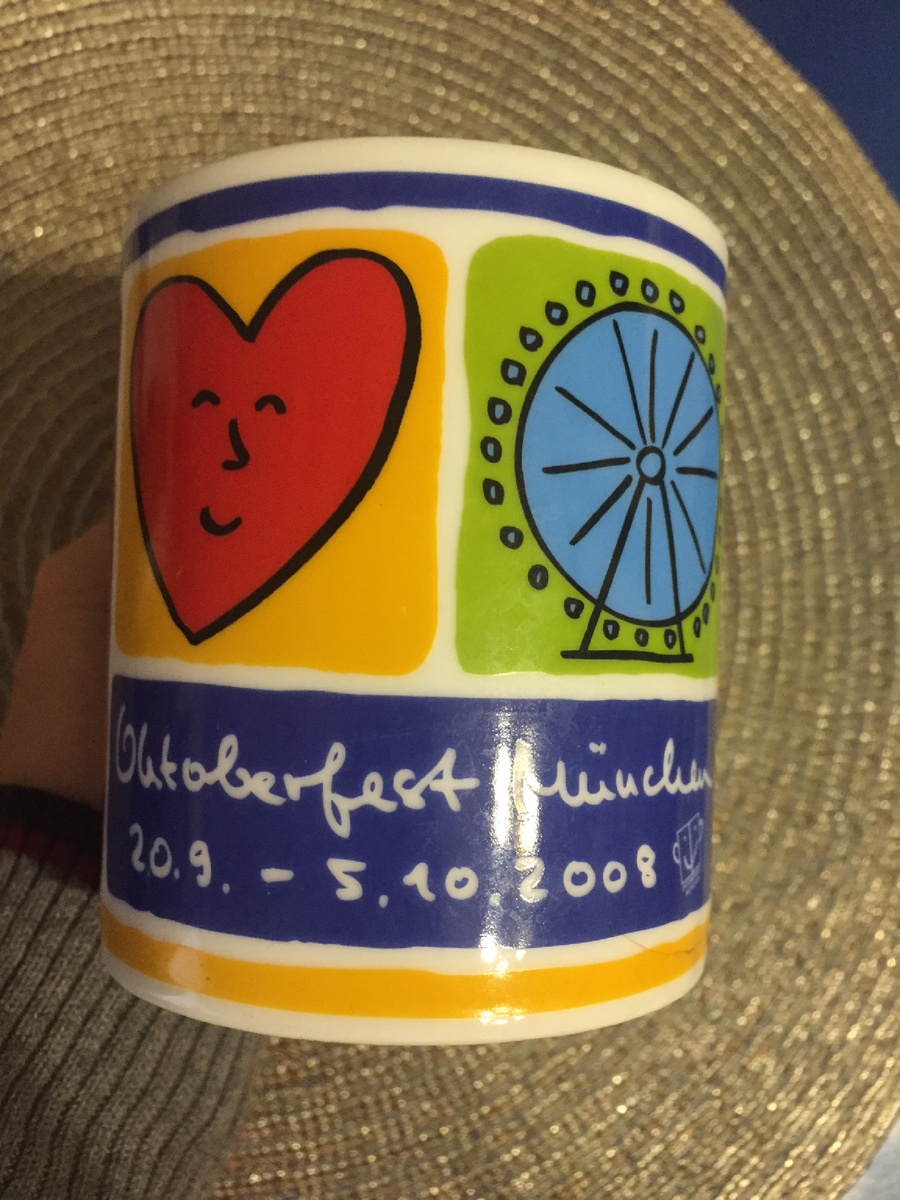 Oktoberfest München
20.9. - 5.10.2008